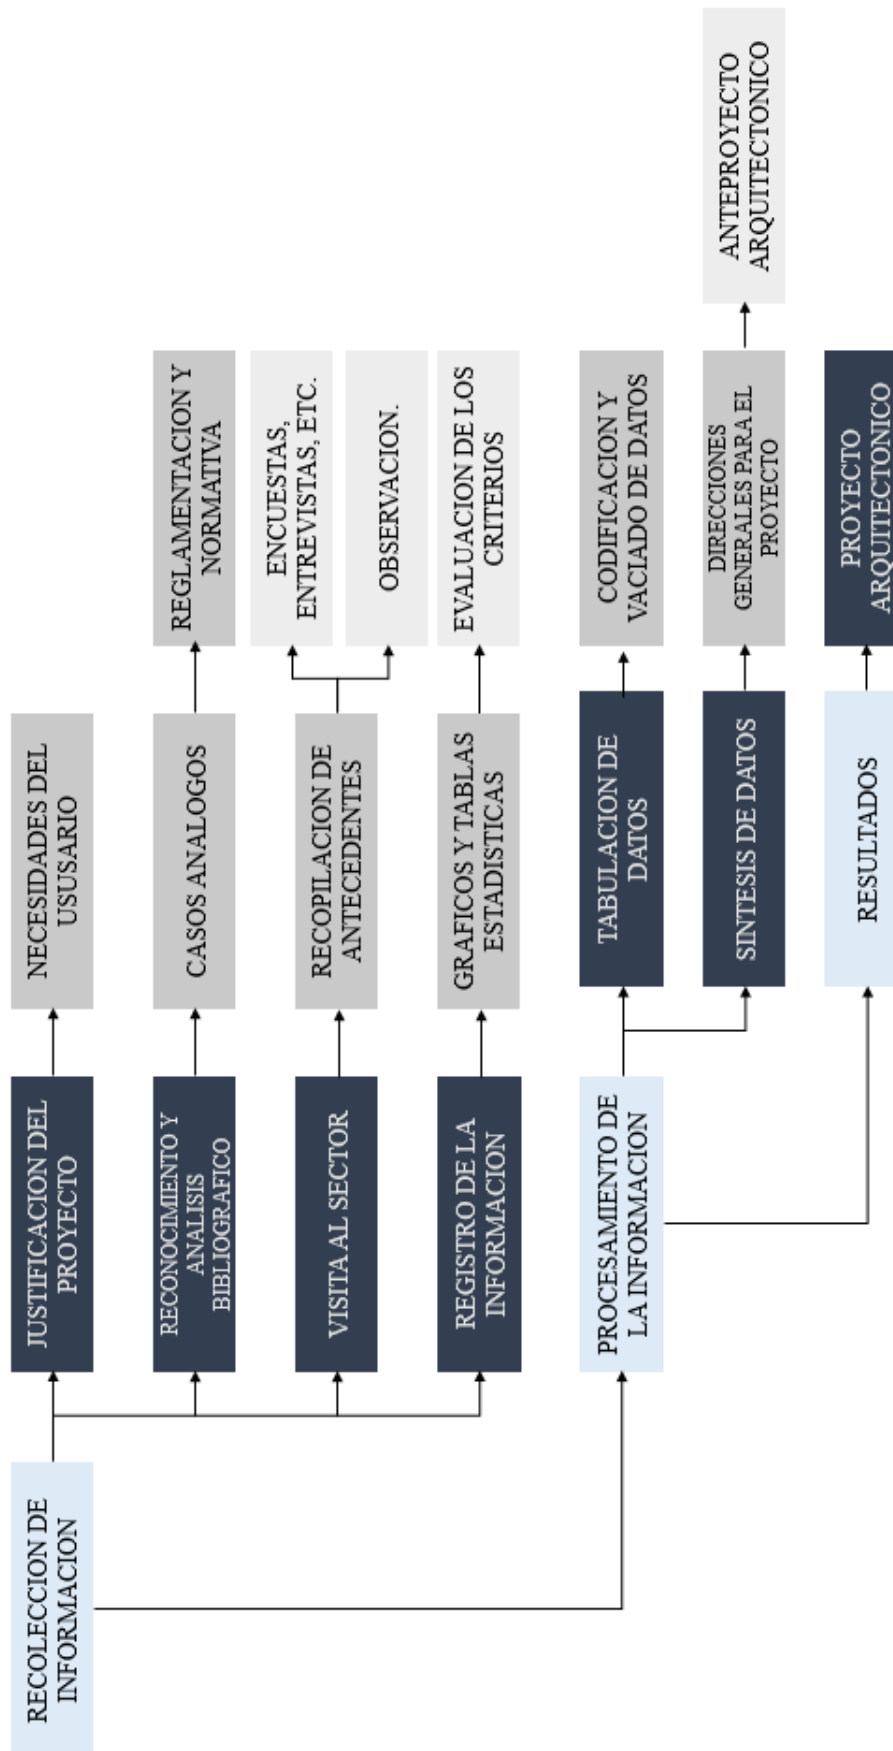 RECOLECCION DE
INFORMACION
JUSTIFICACION DEL
PROYECTO
NECESIDADES DEL
USUSARIO
RECONOCIMIENTO Y
ANALISIS
BIBLIOGRAFICO
CASOS ANALOGOS
REGLAMENTACION Y
NORMATIVA
VISITA AL SECTOR
RECOPILACION DE
ANTECEDENTES
ENCUESTAS,
ENTREVISTAS, ETC.
OBSERVACION.
REGISTRO DE LA
INFORMACION
GRAFICOS Y TABLAS
ESTADISTICAS
EVALUACION DE LOS
CRITERIOS
PROCESAMIENTO DE
LA INFORMACION
TABULACION DE
DATOS
CODIFICACION Y
VACIADO DE DATOS
SINTESIS DE DATOS
DIRECCIONES
GENERALES PARA EL
PROYECTO
ANTEPROYECTO
ARQUITECTONICO
RESULTADOS
PROYECTO
ARQUITECTONICO